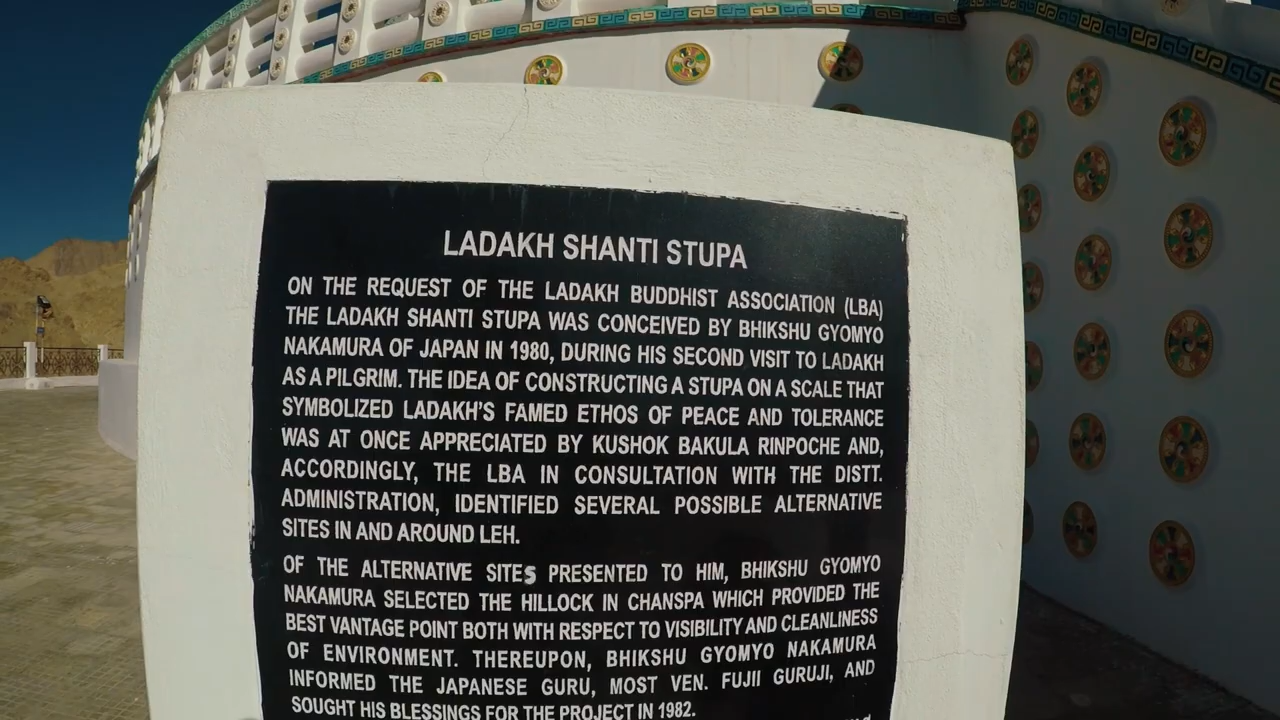 LADAKH SHANTI STUPA
ON THE REQUEST OF THE LADAKH BUDDHIST ASSOCIATION (LBA)
THE LADAKH SHANTI STUPA WAS CONCEIVED BY BHIKSHU GYOMYO
NAKAMURA OF JAPAN IN 1980, DURING HIS SECOND VISIT TO LADAKH
AS A PILGRIM. THE IDEA OF CONSTRUCTING A STUPA ON A SCALE THAT
SYMBOLIZED LADAKH'S FAMED ETHOS OF PEACE AND TOLERANCE
WAS AT ONCE APPRECIATED BY KUSHOK BAKULA RINPOCHE AND,
ACCORDINGLY, THE LBA IN CONSULTATION WITH THE DISTT.
ADMINISTRATION, IDENTIFIED SEVERAL POSSIBLE ALTERNATIVE
SITES IN AND AROUND LEH.
OF THE ALTERNATIVE SITES PRESENTED TO HIM, BHIKSHU GYOMYO
NAKAMURA SELECTED THE HILLOCK IN CHANSPA WHICH PROVIDED THE
BEST VANTAGE POINT BOTH WITH RESPECT TO VISIBILITY AND CLEANLINESS
OF ENVIRONMENT. THEREUPON, BHIKSHU GYOMYO NAKAMURA
INFORMED THE JAPANESE GURU, MOST VEN. FUJII GURUJI, AND
SOUGHT HIS BLESSINGS FOR THE PROJECT IN 1982.